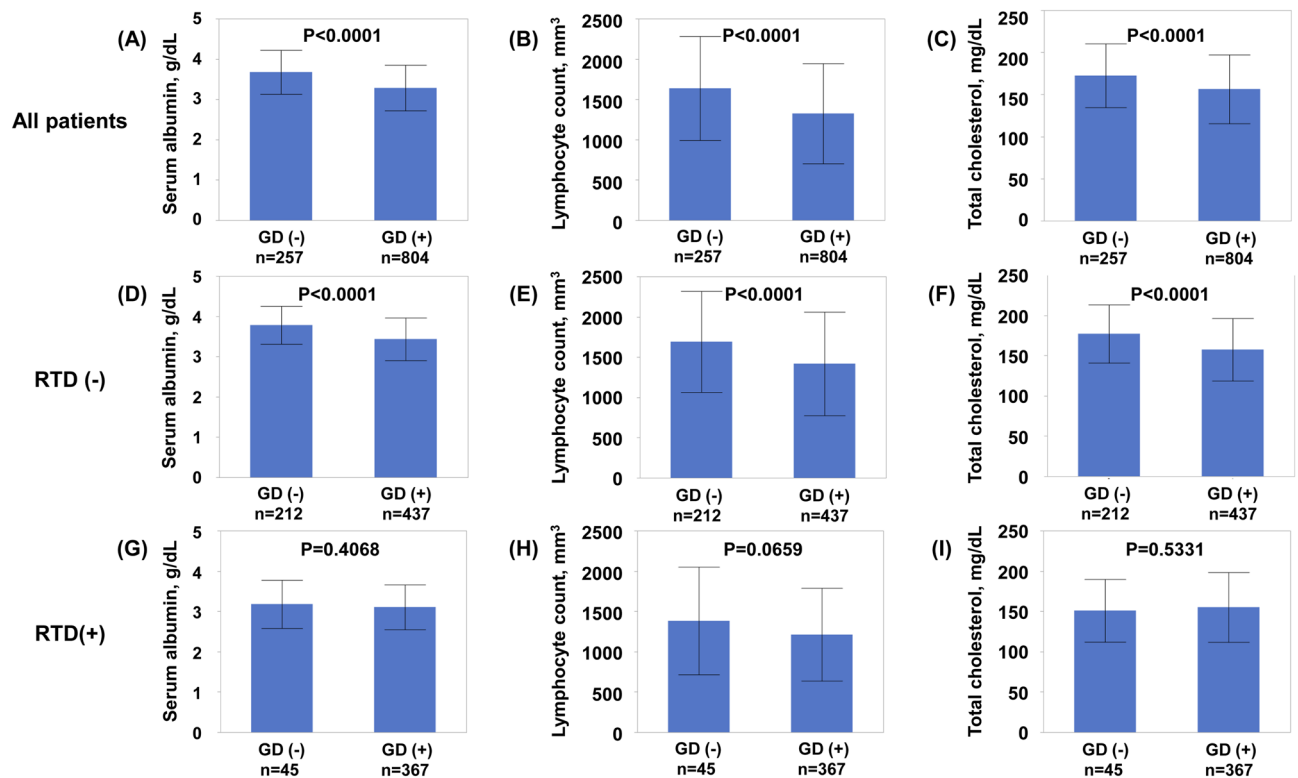 (A)
P<0.0001
Serum albumin, g/dL
5
4
3
2
1
0
GD (-)
n=257
GD (+)
n=804
(B)
P<0.0001
Lymphocyte count, mm³
2500
2000
1500
1000
500
0
GD (-)
n=257
GD (+)
n=804
(C)
P<0.0001
Total cholesterol, mg/dL
250
200
150
100
50
0
GD (-)
n=257
GD (+)
n=804
All patients
(D)
P<0.0001
Serum albumin, g/dL
5
4
3
2
1
0
GD (-)
n=212
GD (+)
n=437
(E)
P<0.0001
Lymphocyte count, mm³
2500
2000
1500
1000
500
0
GD (-)
n=212
GD (+)
n=437
(F)
P<0.0001
Total cholesterol, mg/dL
250
200
150
100
50
0
GD (-)
n=212
GD (+)
n=437
RTD (-)
(G)
P=0.4068
Serum albumin, g/dL
5
4
3
2
1
0
GD (-)
n=45
GD (+)
n=367
(H)
P=0.0659
Lymphocyte count, mm³
2500
2000
1500
1000
500
0
GD (-)
n=45
GD (+)
n=367
(I)
P=0.5331
Total cholesterol, mg/dL
250
200
150
100
50
0
GD (-)
n=45
GD (+)
n=367
RTD(+)